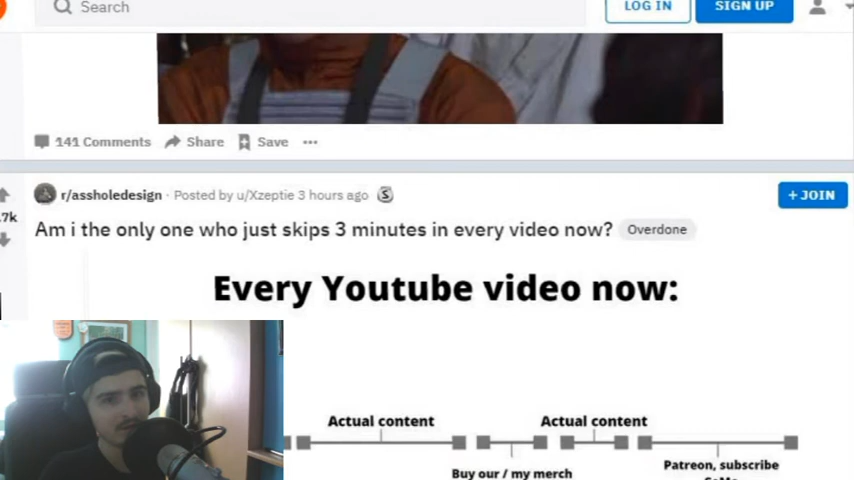 Search
LOG IN
SIGN UP
141 Comments
Share
Save
r/assholedesign · Posted by u/Xzeptie 3 hours ago
+ JOIN
.7k
Am i the only one who just skips 3 minutes in every video now?
Overdone
Every Youtube video now:
Actual content
Actual content
Buy our / my merch
Patreon, subscribe